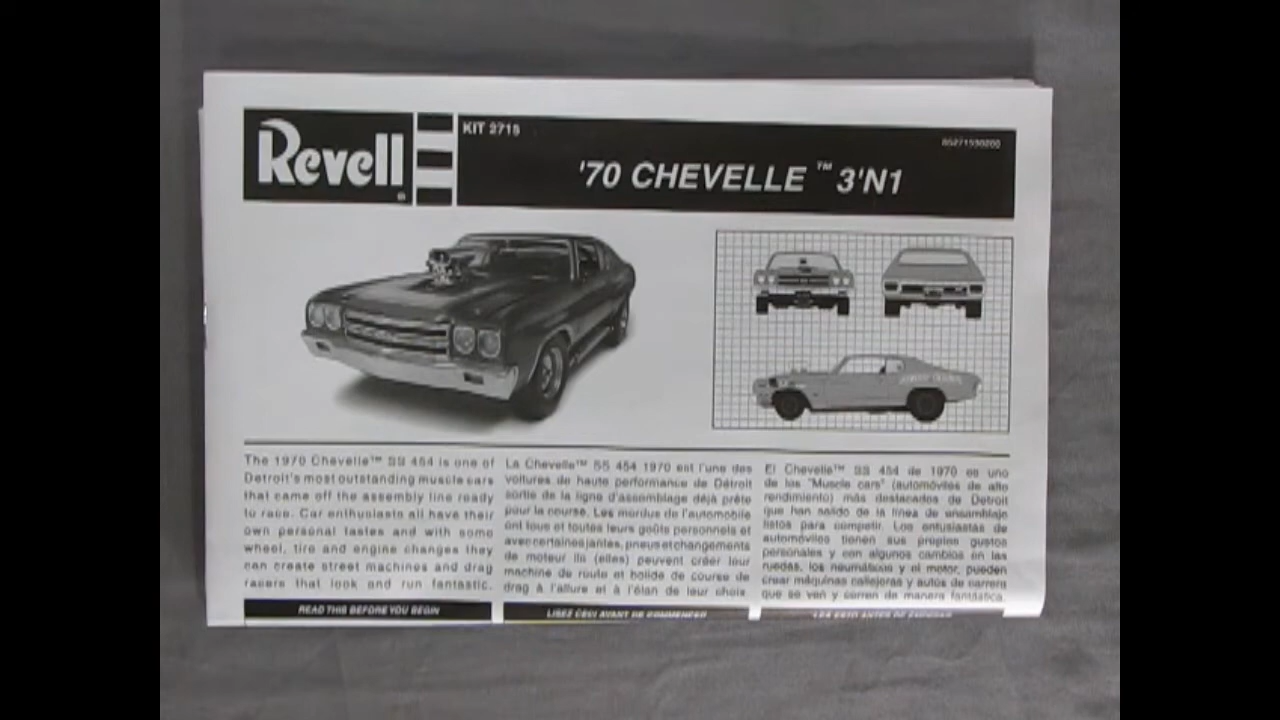 Revell
®
KIT 2715
85271500200
'70 CHEVELLE ™ 3'N1
The 1970 Chevelle™ SS 454 is one of
Detroit's most outstanding muscle cars
that came off the assembly line ready
to race. Car enthusiasts all have their
own personal tastes and with some
wheel, tire and engine changes they
can create street machines and drag
racers that look and run fantastic.
READ THIS BEFORE YOU BEGIN
La Chevelle™ SS 454 1970 est l'une des
voitures de haute performance de Détroit
sortie de la ligne d'assemblage déjà prête
pour la course. Les mordus de l'automobile
ont tous et toutes leurs goûts personnels et
avec certaines jantes, pneus et changements
de moteur ils (elles) peuvent créer leur
machine de route et bolide de course de
drag à l'allure et à l'élan de leur choix.
LISEZ CECI AVANT DE COMMENCER
El Chevelle™ SS 454 de 1970 es uno
de los "Muscle cars" (automóviles de alto
rendimiento) más destacados de Detroit
que han salido de la línea de ensamblaje
listos para competir. Los entusiastas de
automóviles tienen sus propios gustos
personales y con algunos cambios en las
ruedas, los neumáticos y el motor, pueden
crear máquinas callejeras y autos de carrera
que se ven y corren de manera fantástica.
LEA ESTO ANTES DE EMPEZAR